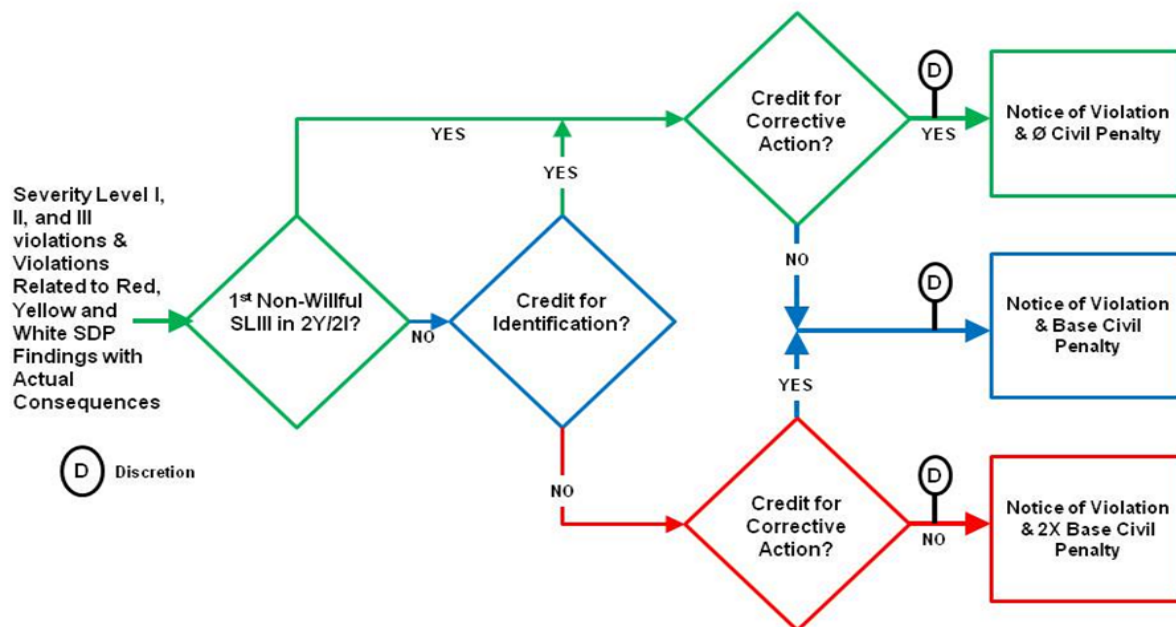 Severity Level I,
II, and III
violations &
Violations
Related to Red,
Yellow and
White SDP
Findings with
Actual
Consequences
D Discretion
1st Non-Willful
SLIII in 2Y/2I?
YES
NO
Credit for
Identification?
YES
NO
Credit for
Corrective
Action?
D
YES
Notice of Violation
& Ø Civil Penalty
NO
D
Notice of Violation
& Base Civil
Penalty
YES
Credit for
Corrective
Action?
D
NO
Notice of Violation
& 2X Base Civil
Penalty